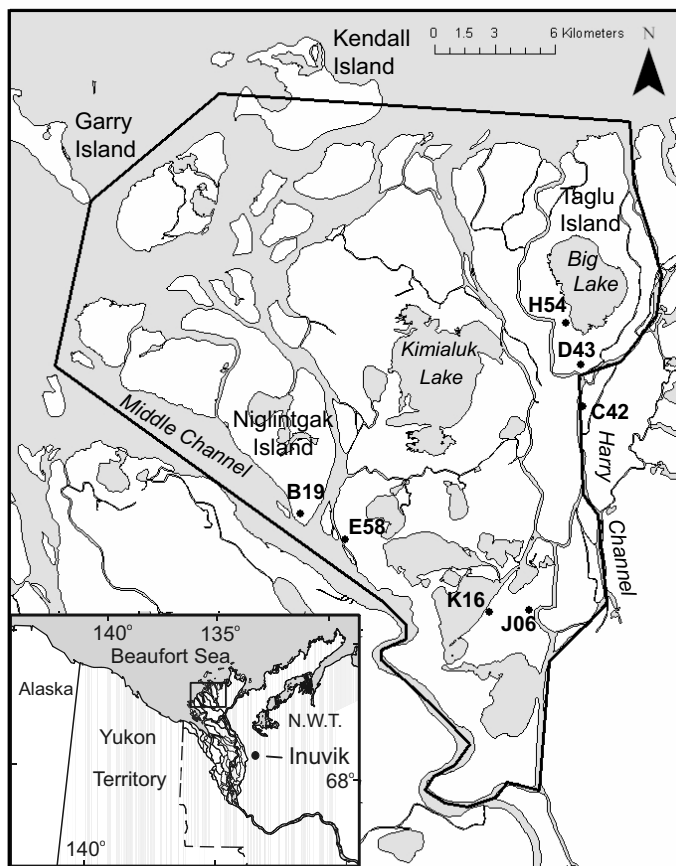 Kendall
Island
0 1.5 3 6 Kilometers
N
Garry
Island
Taglu
Island
Big
Lake
H54
D43
Kimialuk
Lake
C42
Middle Channel
Niglintgak
Island
Harry
Channel
B19
E58
K16
J06
140°
135°
Beaufort Sea
Alaska
N.W.T.
Yukon
Territory
Inuvik
68°
140°